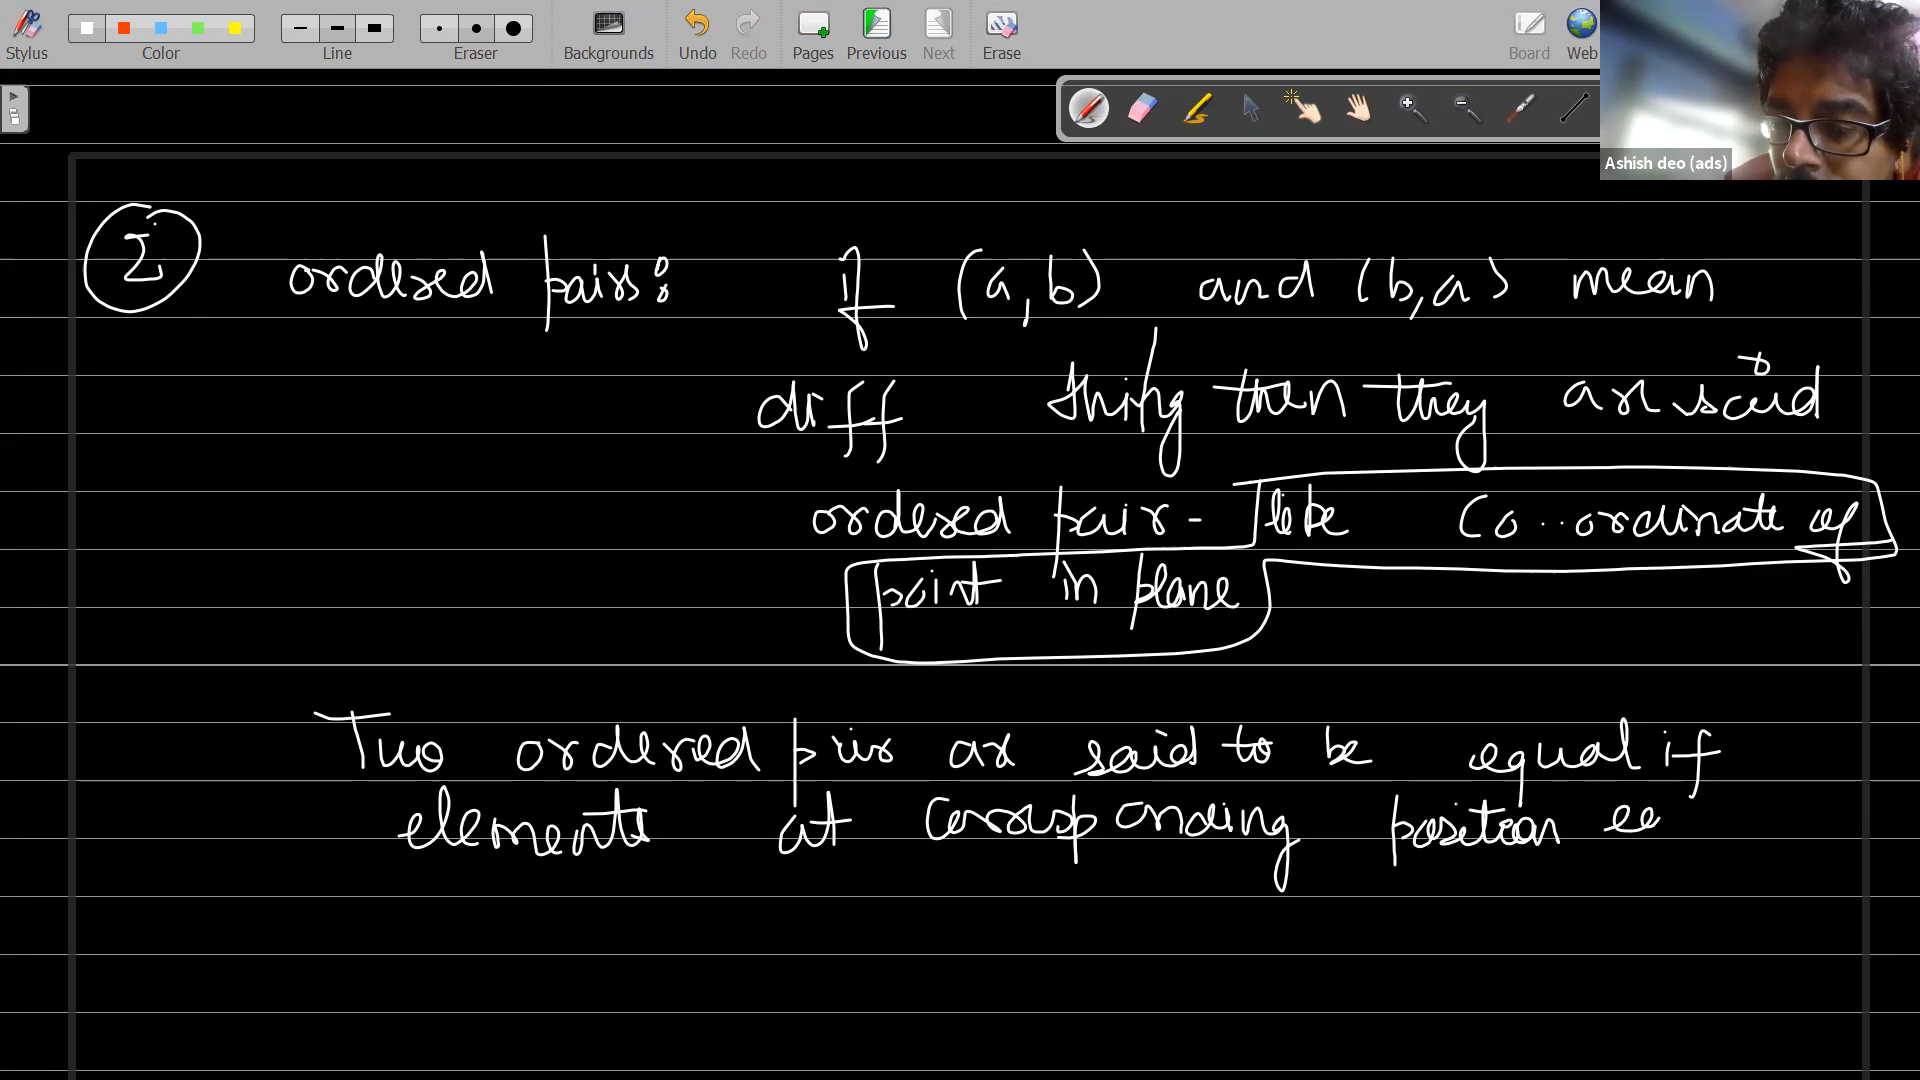 Stylus Color Line Eraser Backgrounds Undo Redo Pages Previous Next Erase Board Web
Ashish deo (ads)
2 ordered pairs: if (a,b) and (b,a) mean
diff thing then they are said to
ordered pair - like Co-ordinate of
point in plane
Two ordered pair are said to be equal if
elements at corresponding position